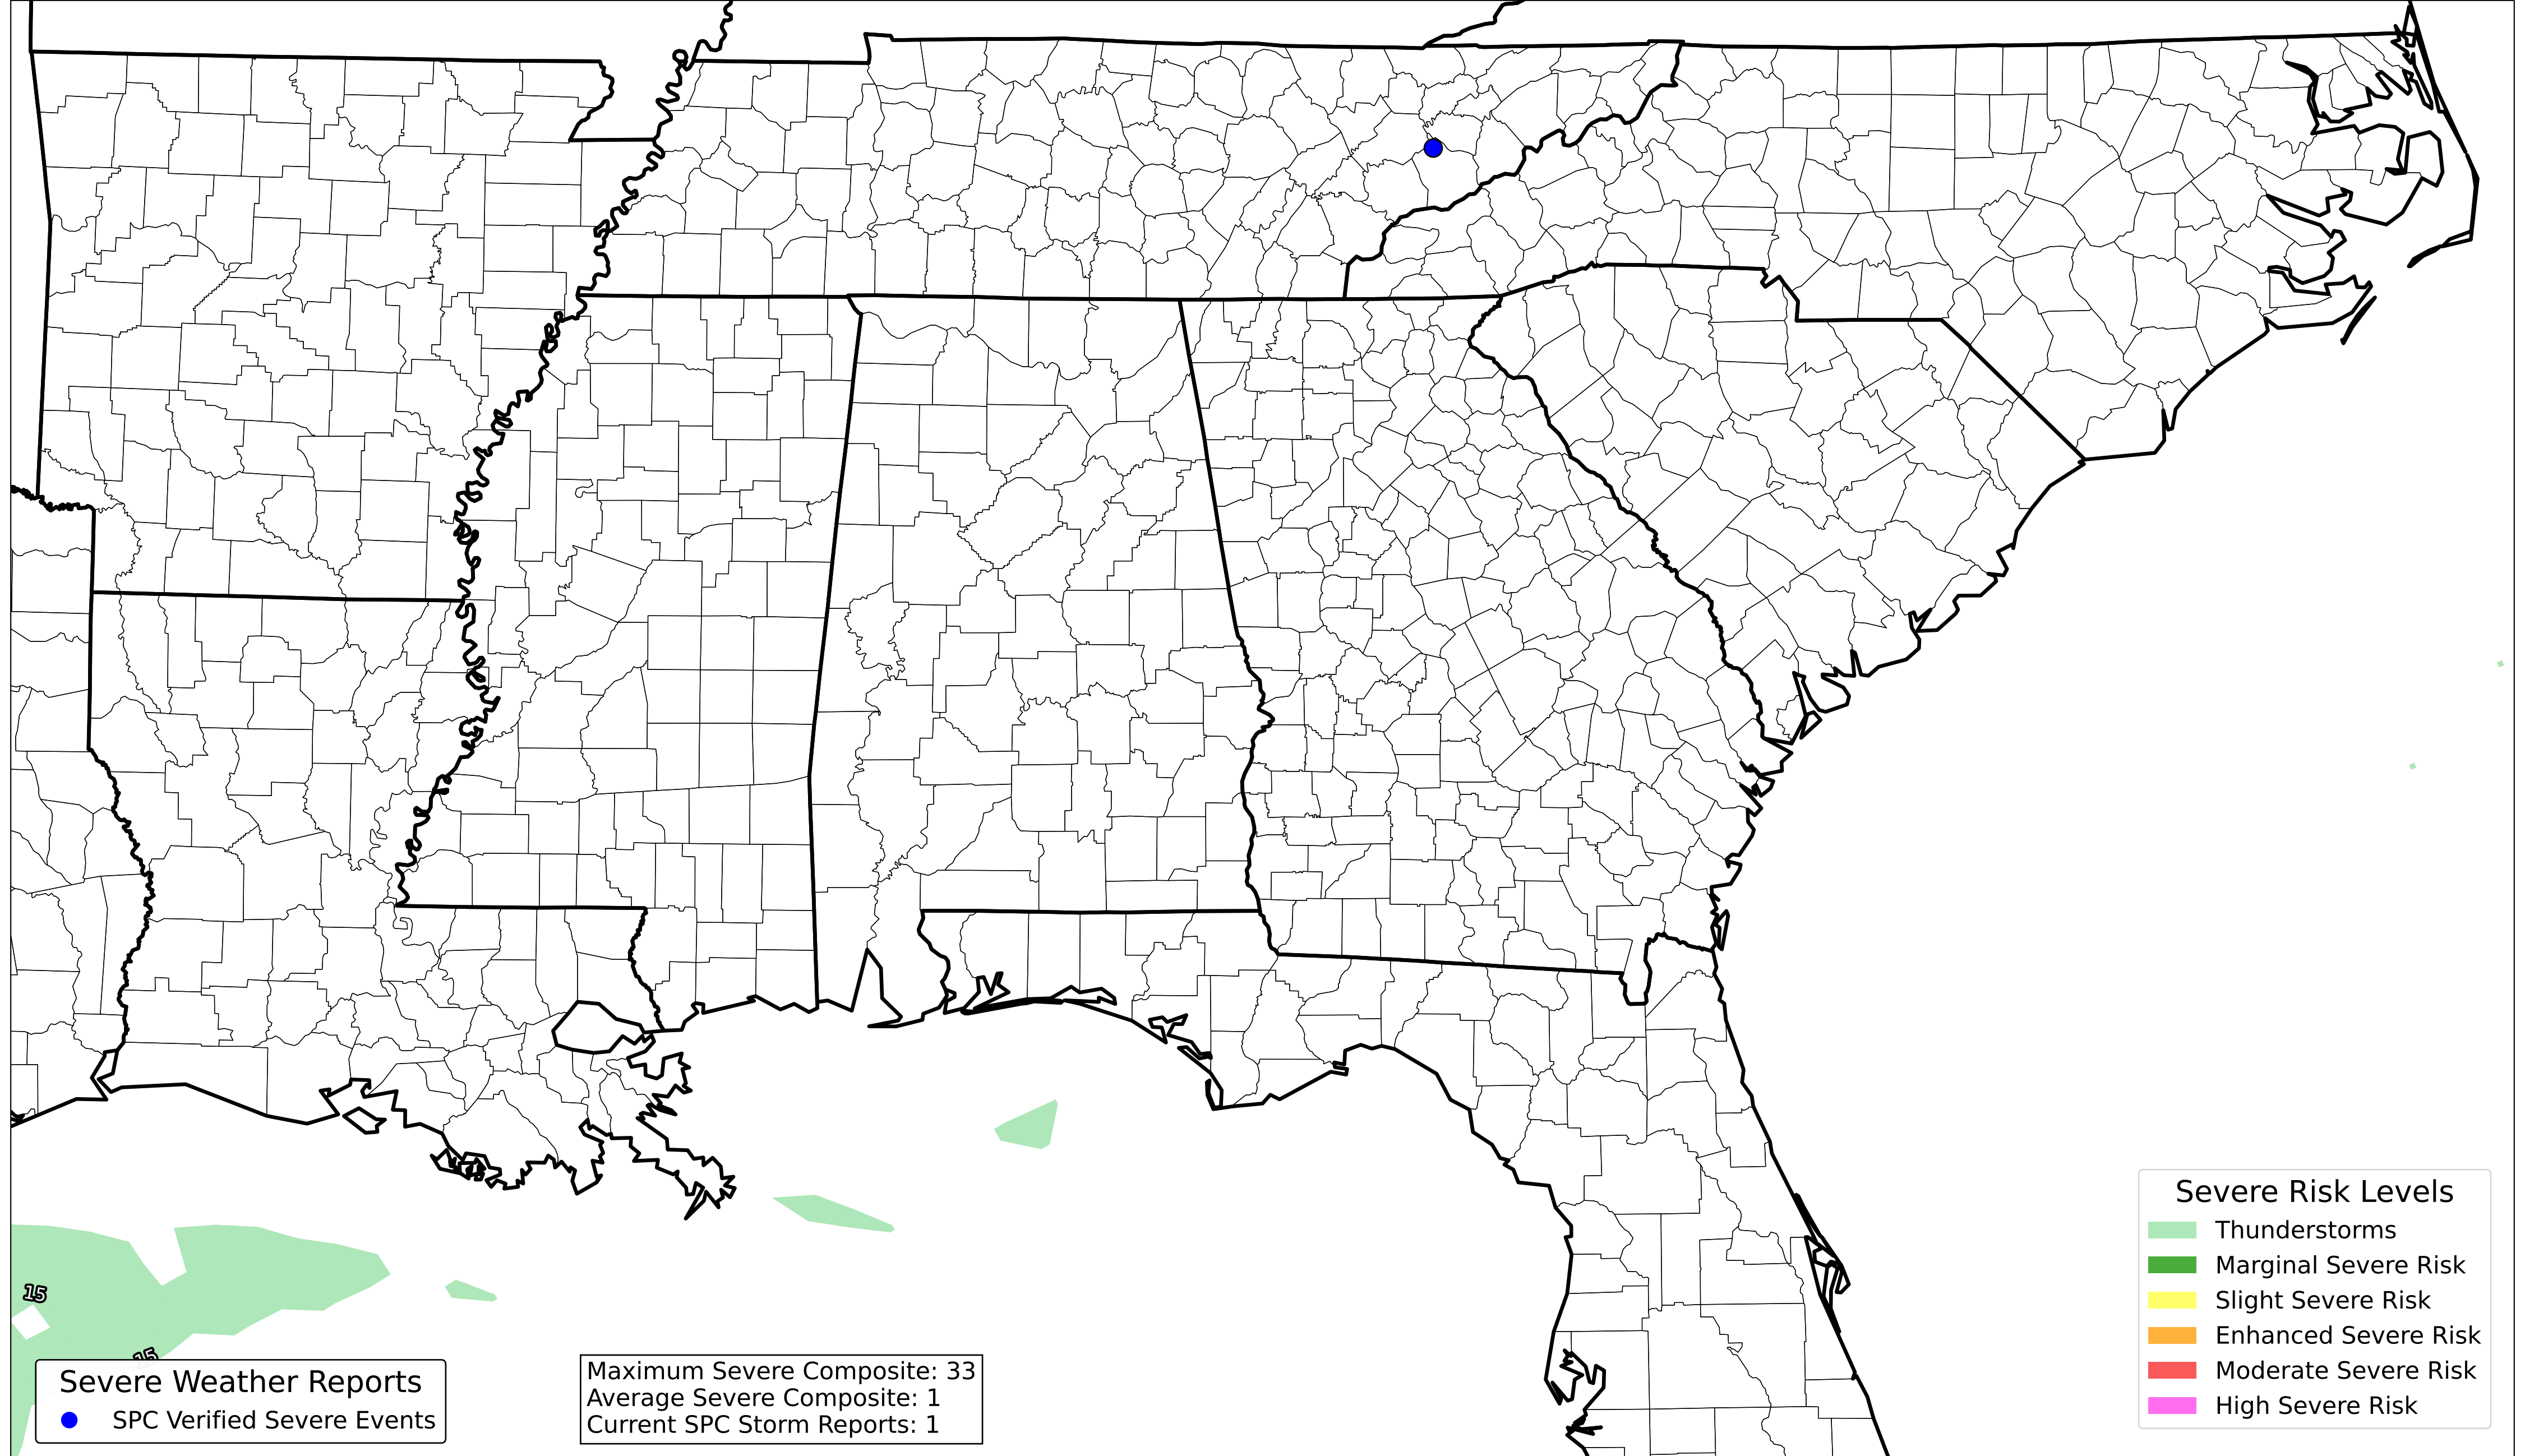 15
15
Severe Weather Reports
SPC Verified Severe Events
Maximum Severe Composite: 33
Average Severe Composite: 1
Current SPC Storm Reports: 1
Severe Risk Levels
Thunderstorms
Marginal Severe Risk
Slight Severe Risk
Enhanced Severe Risk
Moderate Severe Risk
High Severe Risk